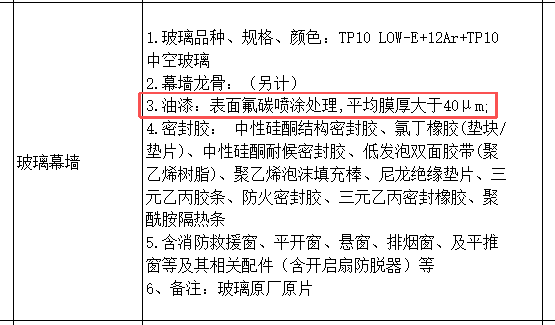 玻璃幕墙
1.玻璃品种、规格、颜色：TP10 LOW-E+12Ar+TP10
中空玻璃
2.幕墙龙骨：（另计）
3.油漆：表面氟碳喷涂处理,平均膜厚大于40μm;
4.密封胶： 中性硅酮结构密封胶、氯丁橡胶(垫块/
垫片)、中性硅酮耐候密封胶、低发泡双面胶带(聚
乙烯树脂)、聚乙烯泡沫填充棒、尼龙绝缘垫片、三
元乙丙胶条、防火密封胶、三元乙丙密封橡胶、聚
酰胺隔热条
5.含消防救援窗、平开窗、悬窗、排烟窗、及平推
窗等及其相关配件（含开启扇防脱器）等
6、备注：玻璃原厂原片